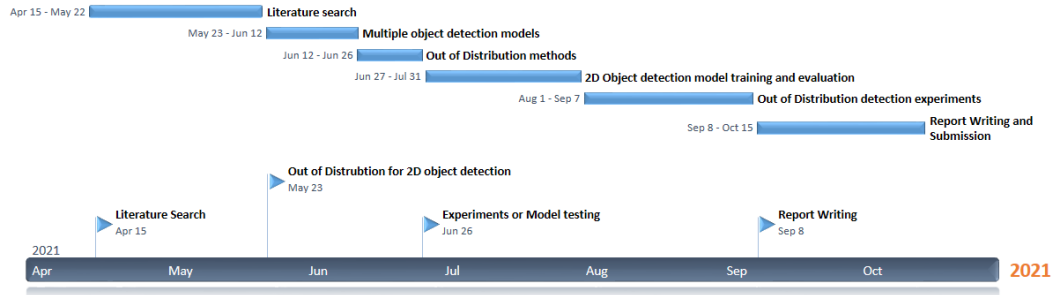 Apr 15 - May 22 Literature search
May 23 - Jun 12 Multiple object detection models
Jun 12 - Jun 26 Out of Distribution methods
Jun 27 - Jul 31 2D Object detection model training and evaluation
Aug 1 - Sep 7 Out of Distribution detection experiments
Sep 8 - Oct 15 Report Writing and
Submission
Out of Distrubtion for 2D object detection
May 23
Literature Search
Apr 15
Experiments or Model testing
Jun 26
Report Writing
Sep 8
2021
Apr May Jun Jul Aug Sep Oct 2021